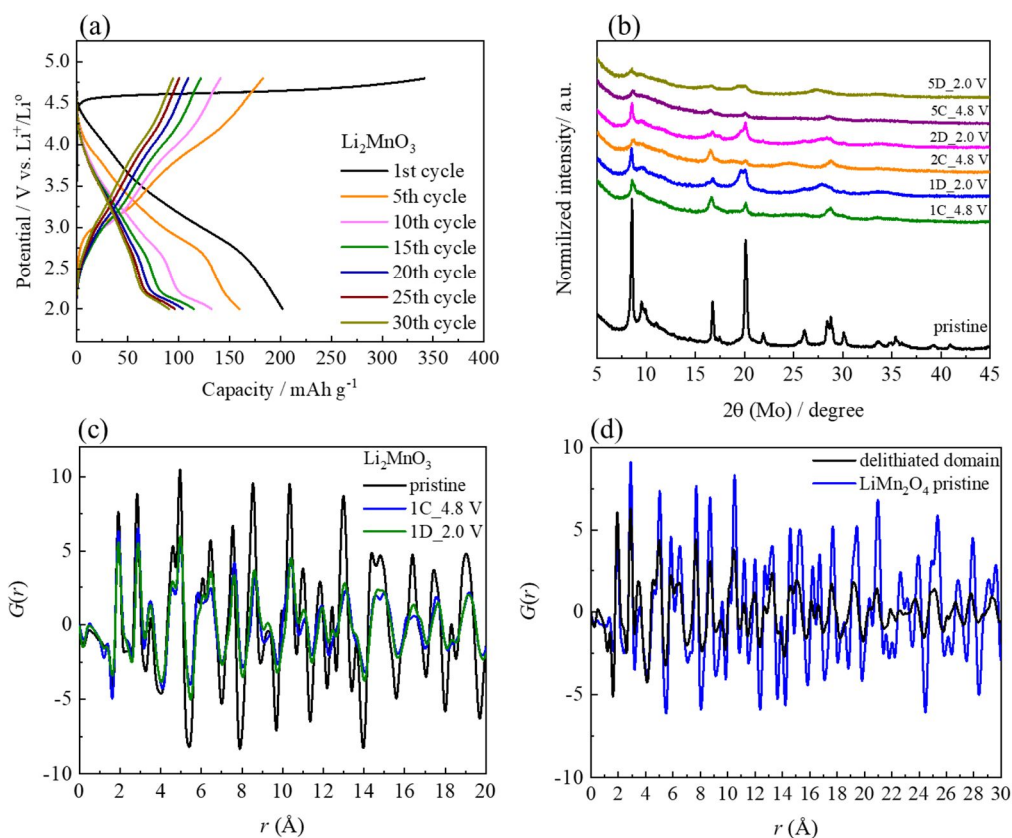 (a)
5.0
4.5
4.0
3.5
3.0
2.5
2.0
Potential / V vs. Li⁺/Li⁰
0 50 100 150 200 250 300 350 400
Capacity / mAh g⁻¹
Li₂MnO₃
1st cycle
5th cycle
10th cycle
15th cycle
20th cycle
25th cycle
30th cycle
(b)
Normilized intensity/ a.u.
5D_2.0 V
5C_4.8 V
2D_2.0 V
2C_4.8 V
1D_2.0 V
1C_4.8 V
pristine
5 10 15 20 25 30 35 40 45
2θ (Mo) / degree
(c)
10
5
0
-5
-10
G(r)
Li₂MnO₃
pristine
1C_4.8 V
1D_2.0 V
0 2 4 6 8 10 12 14 16 18 20
r (Å)
(d)
10
5
0
-5
-10
G(r)
delithiated domain
LiMn₂O₄ pristine
0 2 4 6 8 10 12 14 16 18 20 22 24 26 28 30
r (Å)